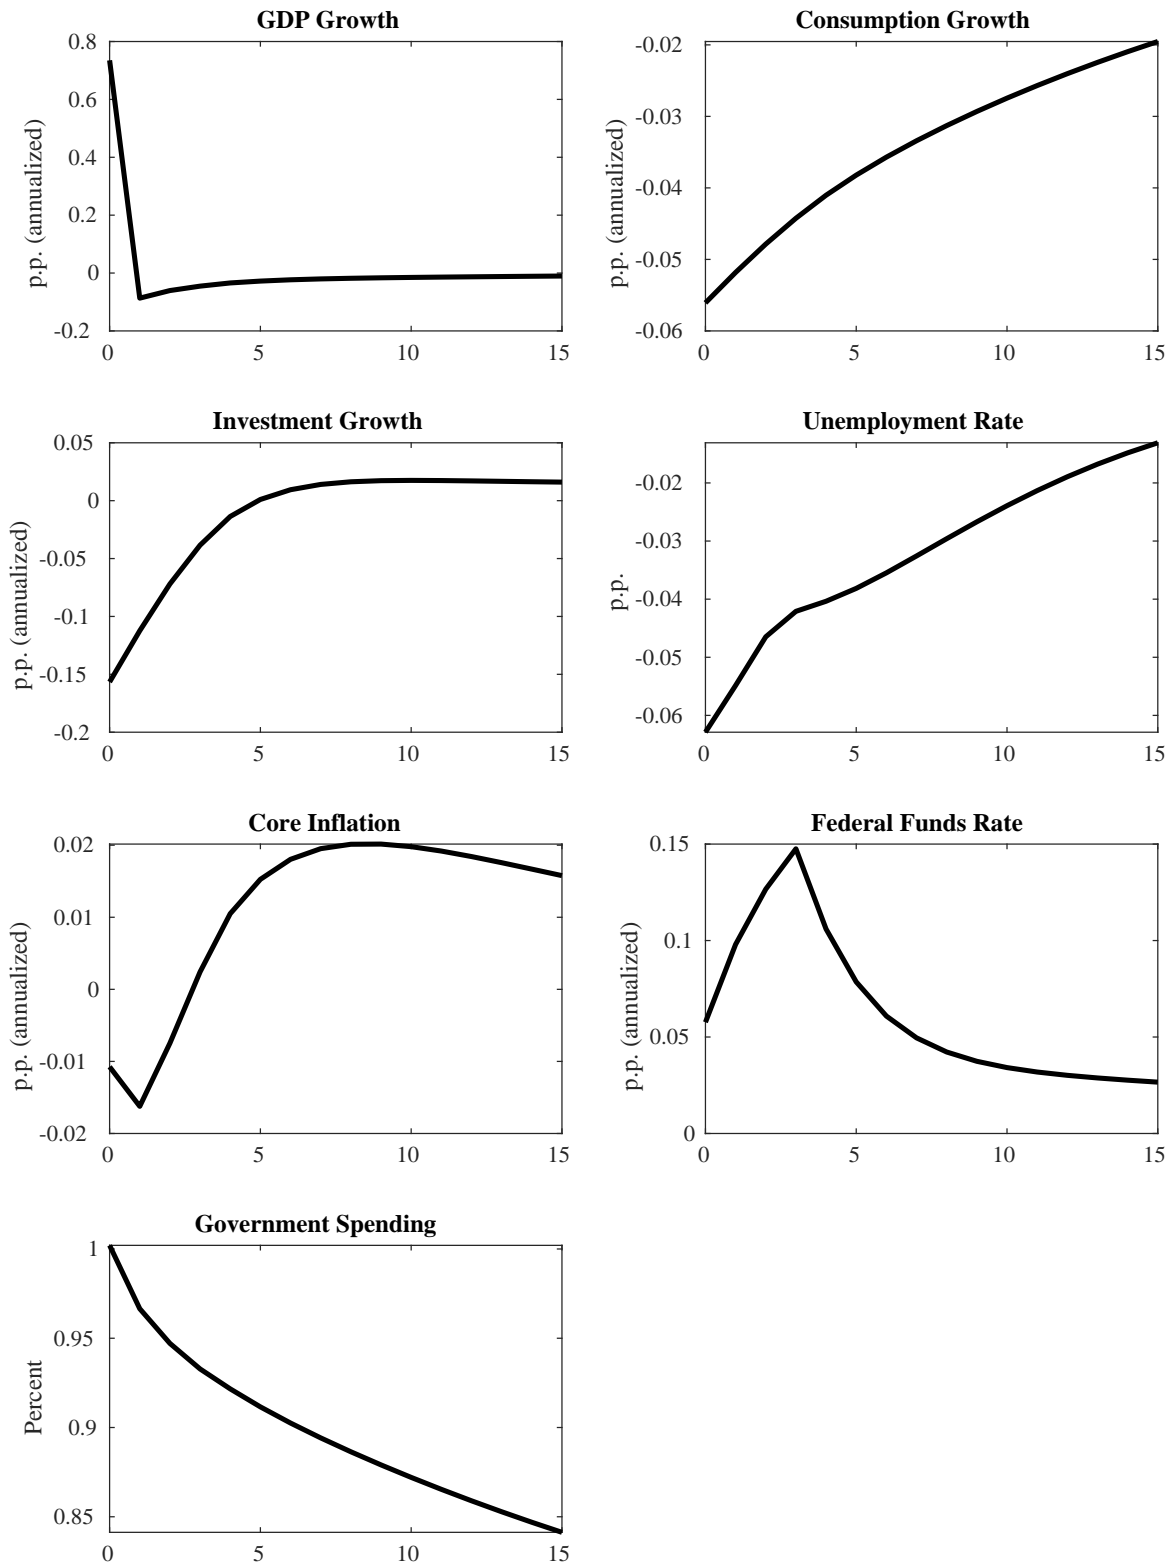 GDP Growth
p.p. (annualized)
0.8
0.6
0.4
0.2
0
-0.2
0 5 10 15
Consumption Growth
p.p. (annualized)
-0.02
-0.03
-0.04
-0.05
-0.06
0 5 10 15
Investment Growth
p.p. (annualized)
0.05
0
-0.05
-0.1
-0.15
-0.2
0 5 10 15
Unemployment Rate
p.p.
-0.02
-0.03
-0.04
-0.05
-0.06
0 5 10 15
Core Inflation
p.p. (annualized)
0.02
0.01
0
-0.01
-0.02
0 5 10 15
Federal Funds Rate
p.p. (annualized)
0.15
0.1
0.05
0
0 5 10 15
Government Spending
Percent
1
0.95
0.9
0.85
0 5 10 15